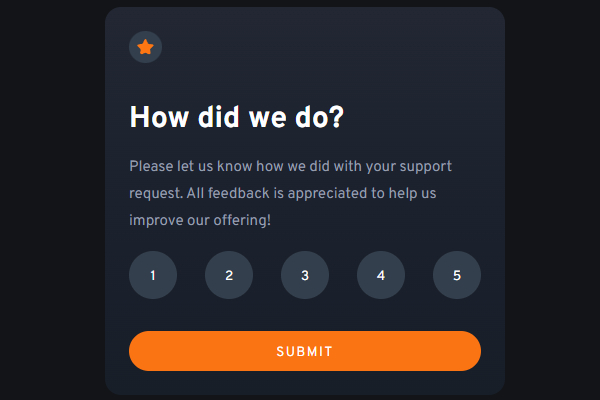 How did we do?
Please let us know how we did with your support
request. All feedback is appreciated to help us
improve our offering!
1 2 3 4 5
SUBMIT